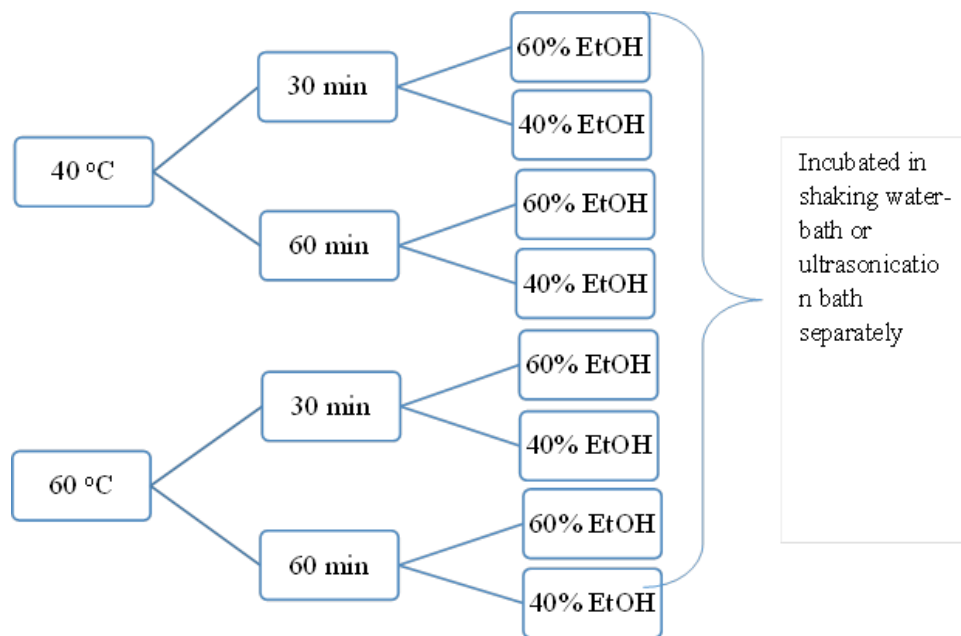 40 °C
30 min
60% EtOH
40% EtOH
60 min
60% EtOH
40% EtOH
60 °C
30 min
60% EtOH
40% EtOH
60 min
60% EtOH
40% EtOH
Incubated in
shaking water-
bath or
ultrasonicatio
n bath
separately